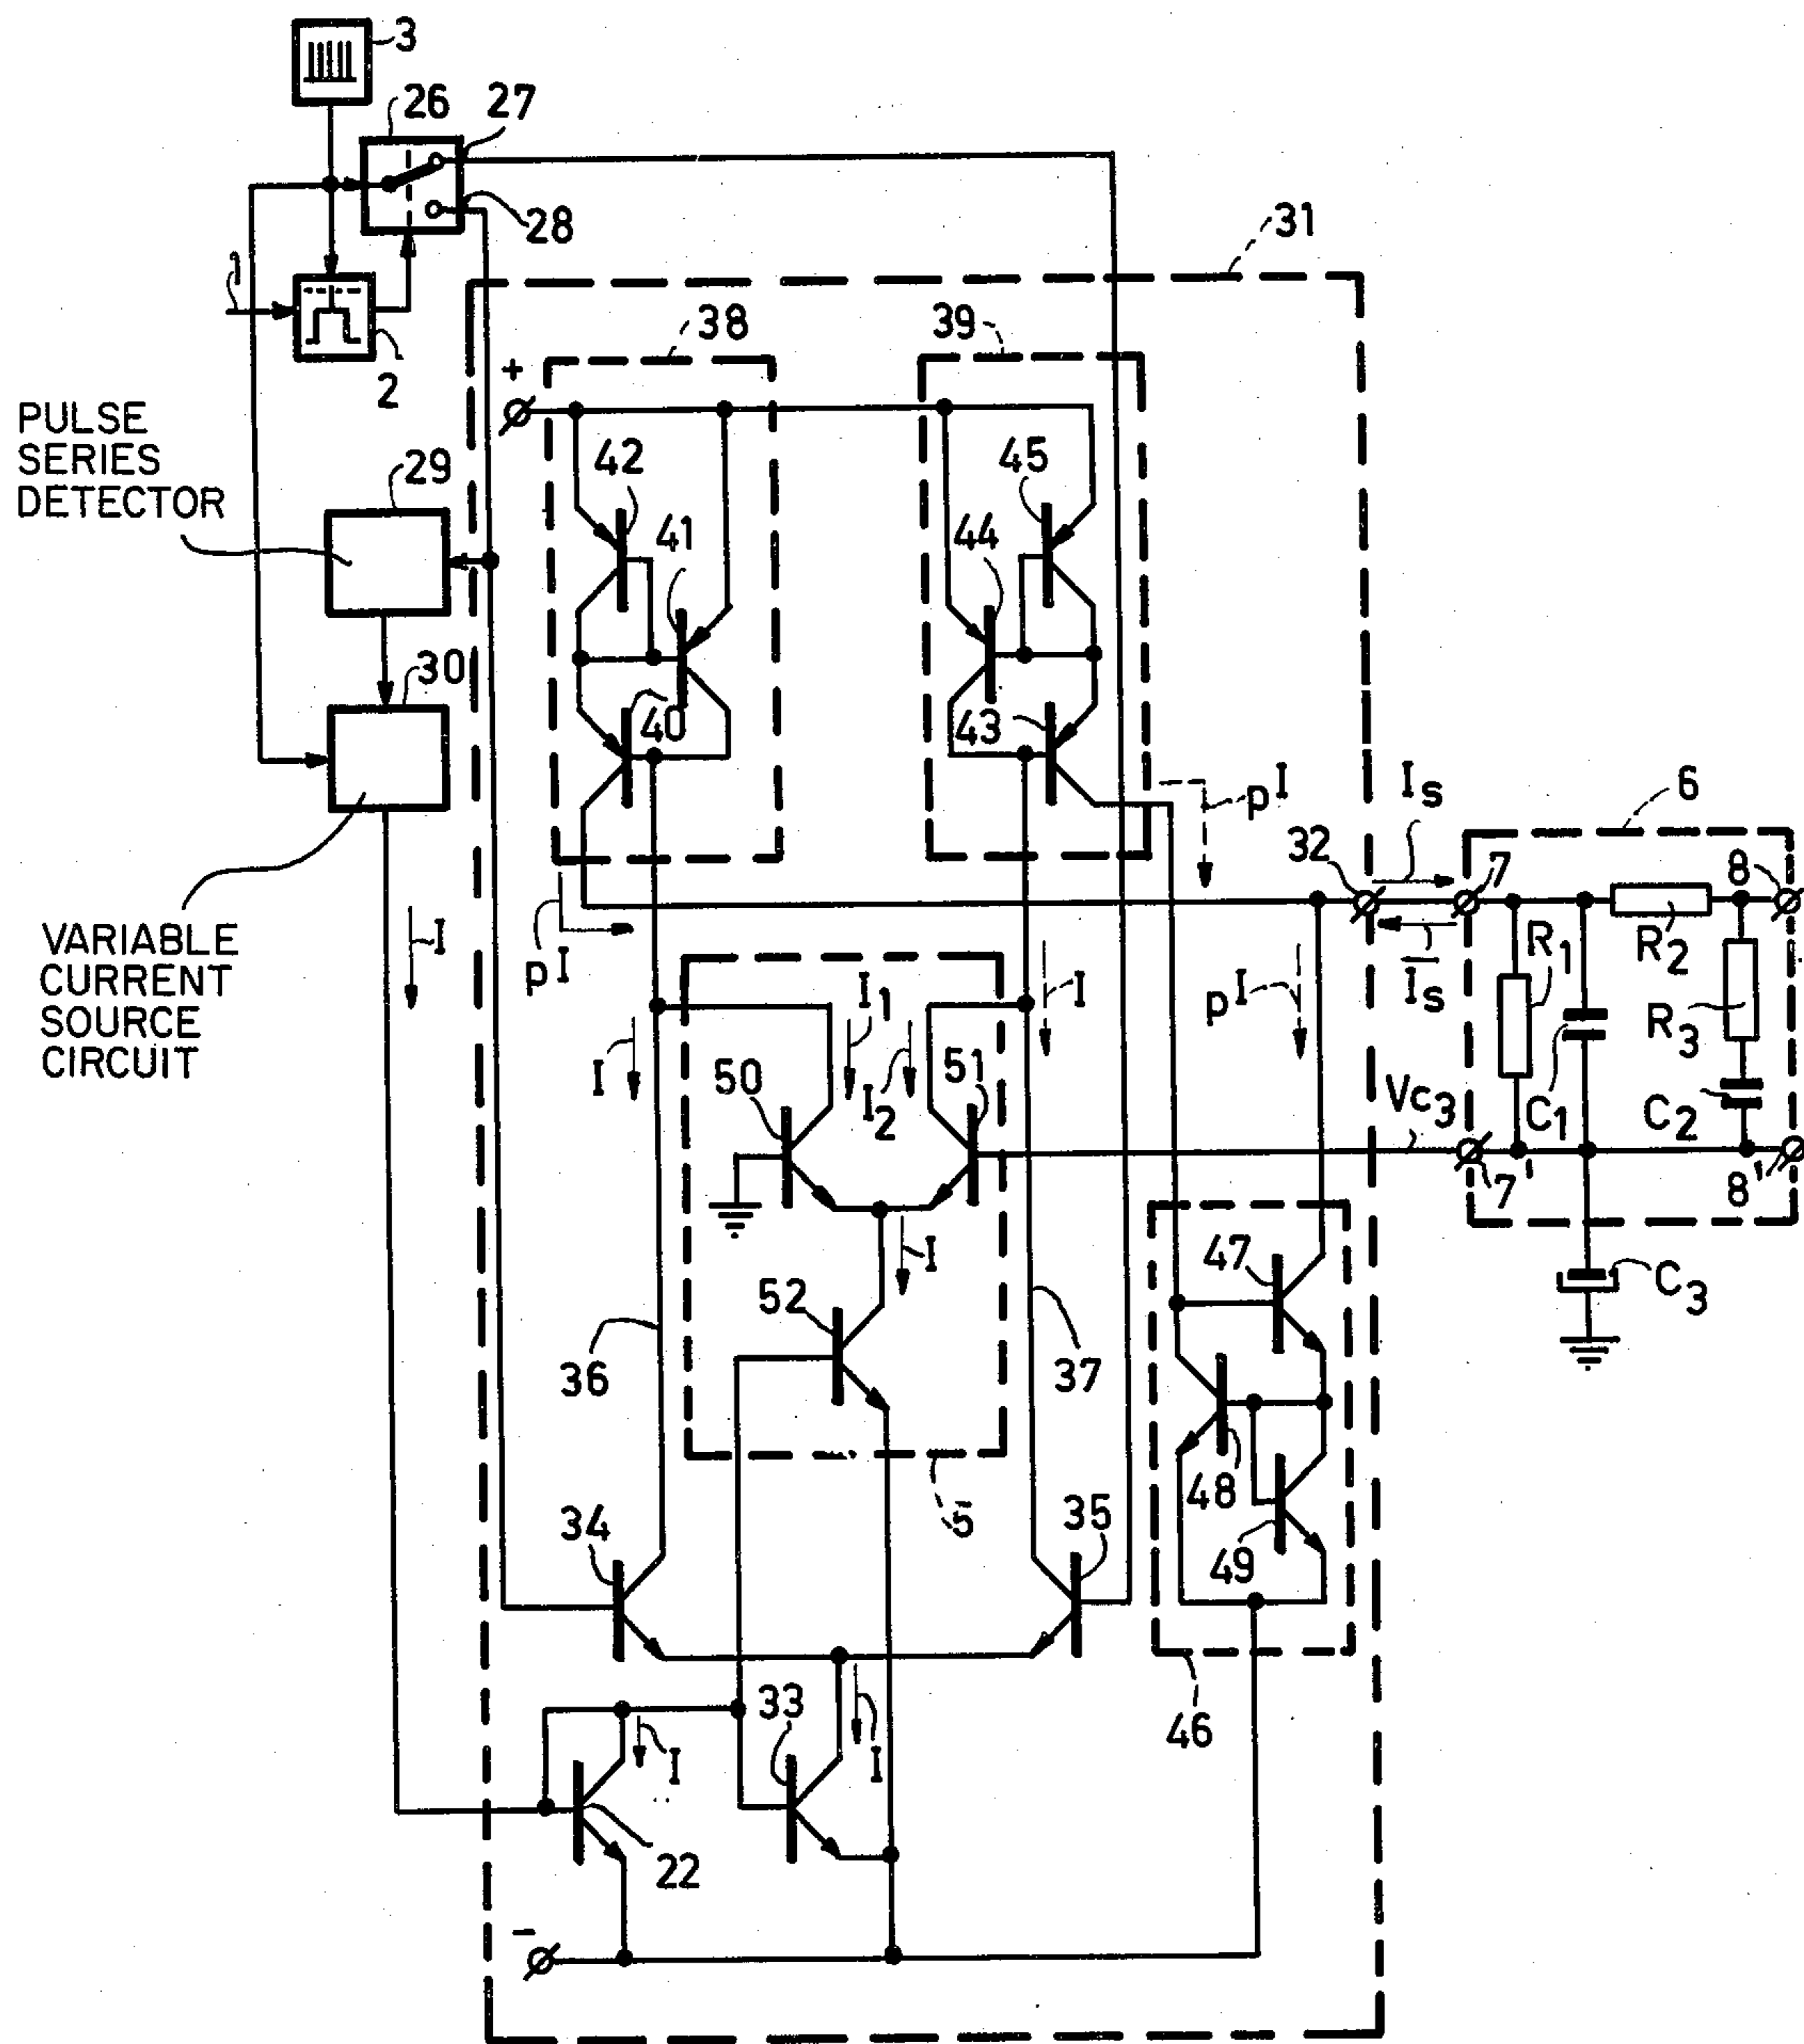 3
26
27
28
1
2
31
38
39
+
PULSE
SERIES
DETECTOR
29
42
41
45
44
30
40
43
pI
Is
6
32
7
8
VARIABLE
CURRENT
SOURCE
CIRCUIT
I
pI
I
I1
I2
I
pI
Is
R1
R2
R3
50
51
Vc3
C1
C2
7'
8'
I
52
47
C3
36
37
48
34
5
35
49
33
46
I
I
22
-